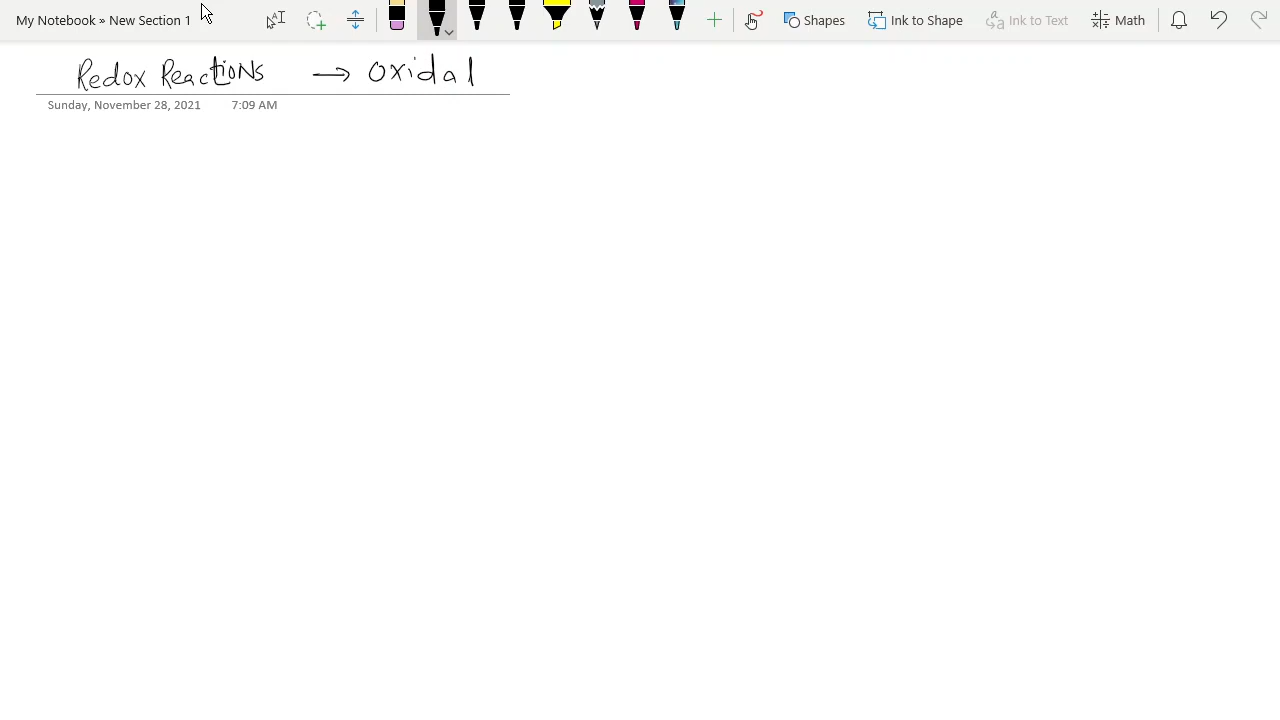 My Notebook » New Section 1
Shapes
Ink to Shape
Ink to Text
Math
Redox Reactions → oxidal
Sunday, November 28, 2021 7:09 AM